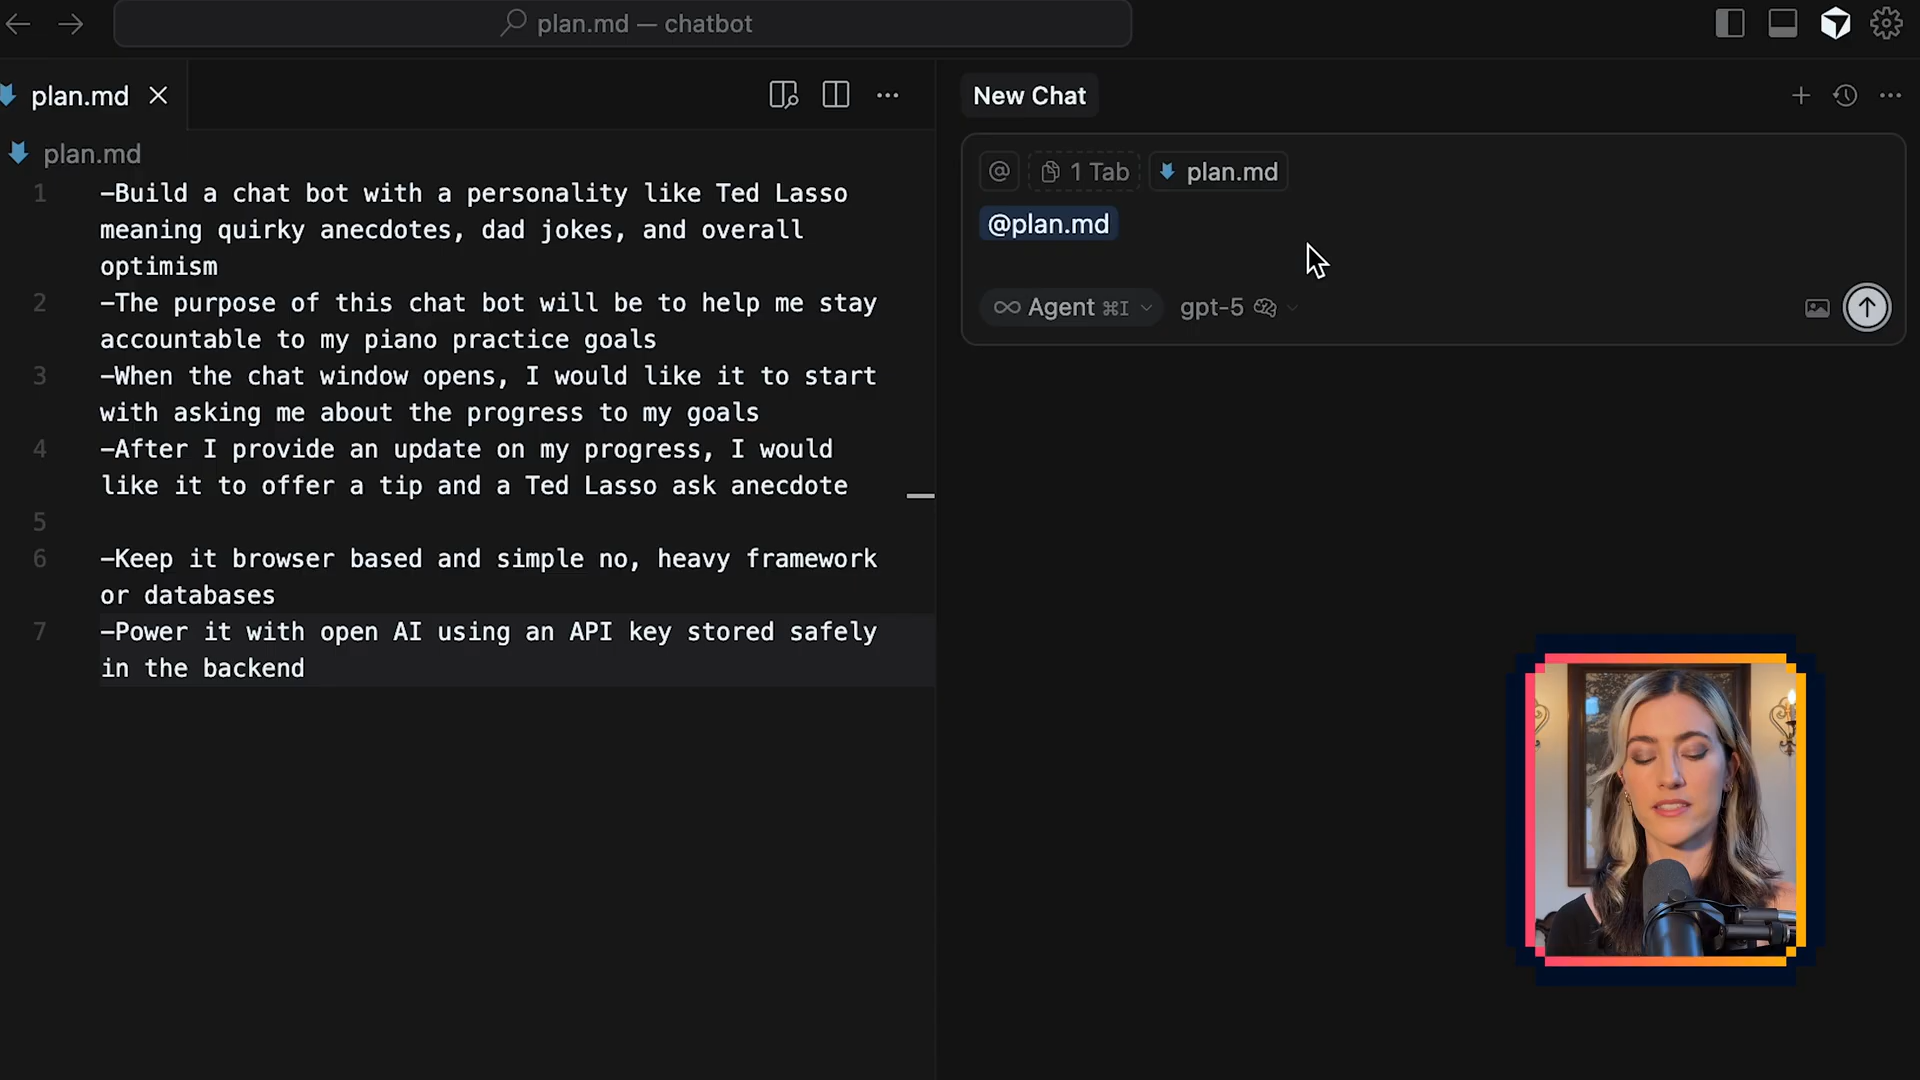 plan.md — chatbot
plan.md
plan.md
1 –Build a chat bot with a personality like Ted Lasso
meaning quirky anecdotes, dad jokes, and overall
optimism
2 –The purpose of this chat bot will be to help me stay
accountable to my piano practice goals
3 –When the chat window opens, I would like it to start
with asking me about the progress to my goals
4 –After I provide an update on my progress, I would
like it to offer a tip and a Ted Lasso ask anecdote
5
6 –Keep it browser based and simple no, heavy framework
or databases
7 –Power it with open AI using an API key stored safely
in the backend
New Chat
@ 1 Tab plan.md
@plan.md
Agent ⌘I gpt-5